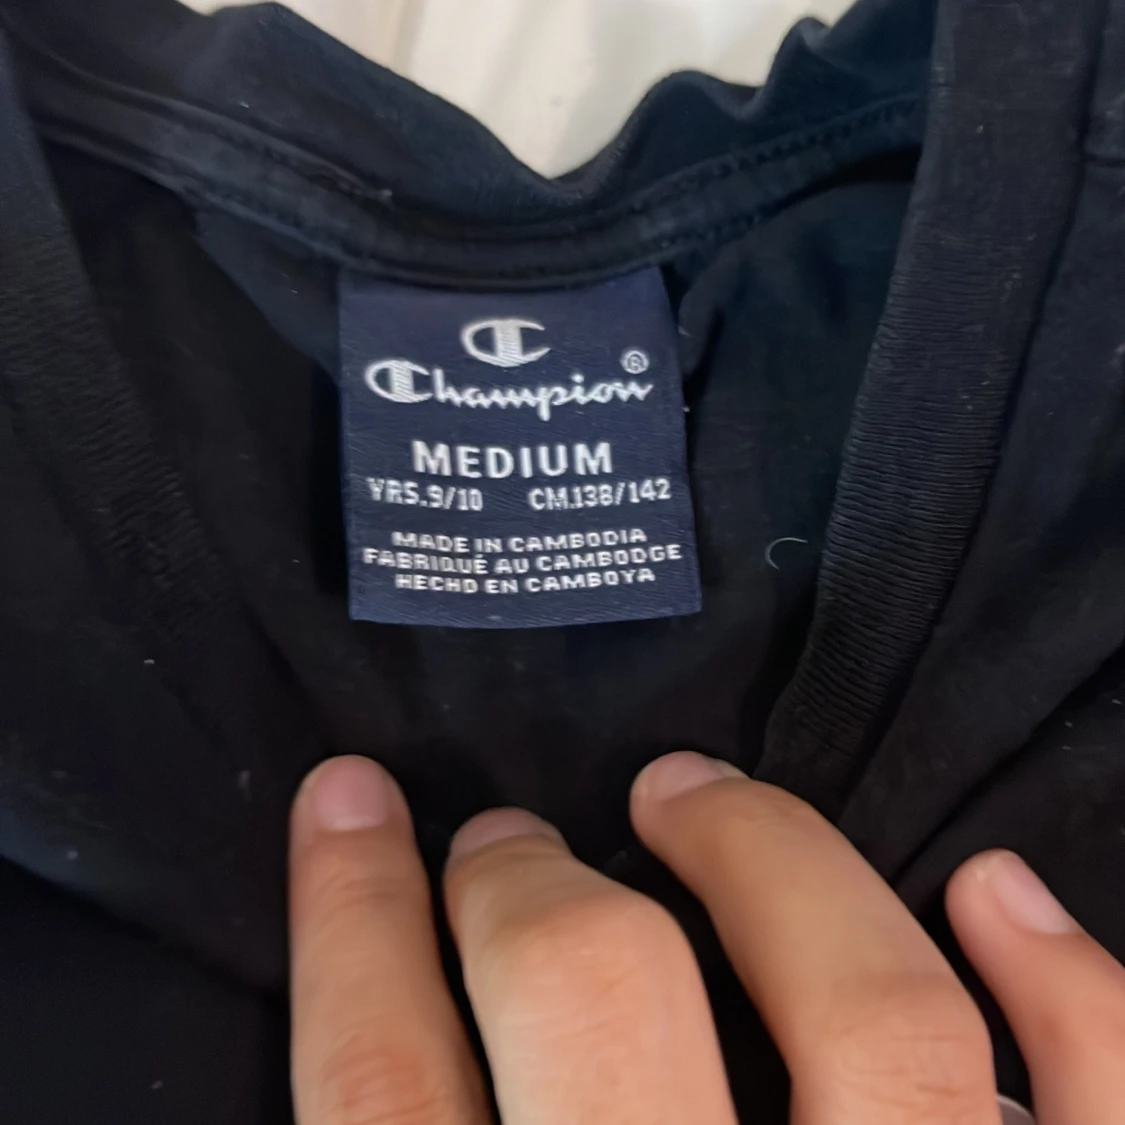 Champion®
MEDIUM
YRS.9/10 CM.138/142
MADE IN CAMBODIA
FABRIQUÉ AU CAMBODGE
HECHO EN CAMBOYA